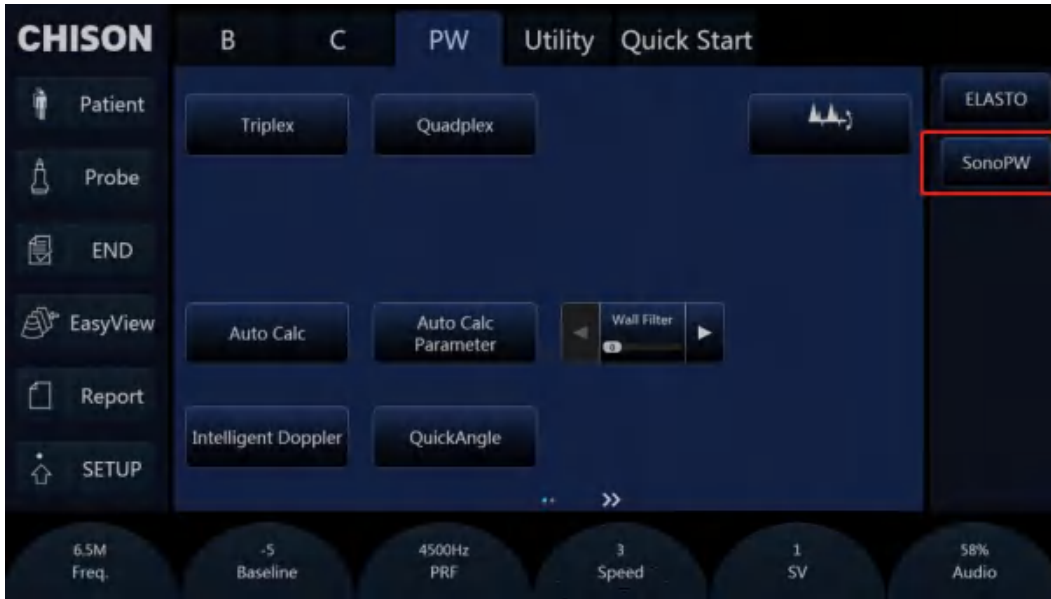 CHISON
B
C
PW
Utility
Quick Start
Patient
Probe
END
EasyView
Report
SETUP
Triplex
Quadplex
Auto Calc
Auto Calc
Parameter
Wall Filter
0
Intelligent Doppler
QuickAngle
ELASTO
SonoPW
6.5M
Freq.
-5
Baseline
4500Hz
PRF
3
Speed
1
SV
58%
Audio